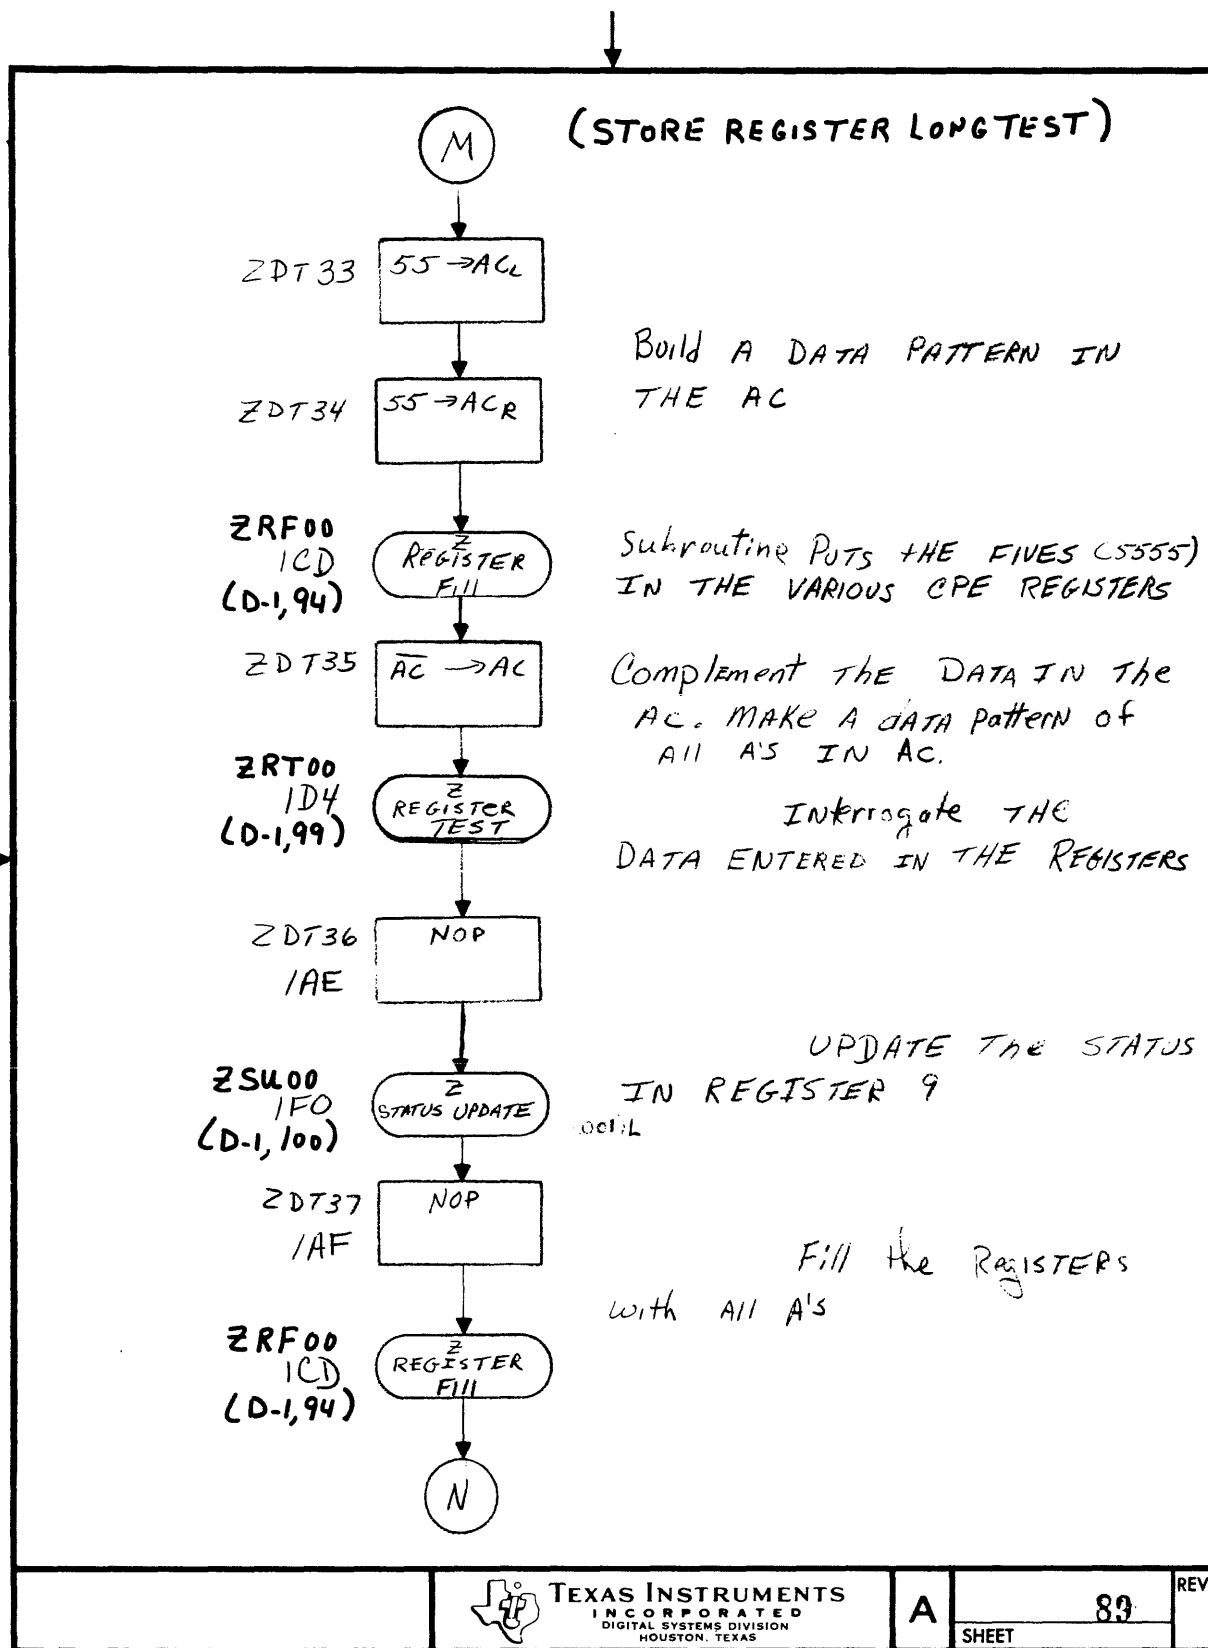 (STORE REGISTER LONG TEST)
M
ZDT33
55→ACL
Build A DATA PATTERN IN
THE AC
ZDT34
55→ACR
ZRF00
1CD
(D-1,94)
Z
REGISTER
Fill
Subroutine PUTS tHE FIVES (5555)
IN THE VARIOUS CPE REGISTERS
ZDT35
A̅C̅ → AC
Complement The DATA IN The
AC. MAKe A dATA Pattern of
All A'S IN AC.
ZRT00
1D4
(D-1,99)
Z
REGISTER
TEST
Interrogate THE
DATA ENTERED IN THE REGISTERS
ZDT36
1AE
NOP
ZSU00
1F0
(D-1,100)
Z
STATUS UPDATE
UPDATE The STATUS
IN REGISTER 9
ZDT37
1AF
NOP
Fill the RegISTERs
with All A's
ZRF00
1CD
(D-1,94)
Z
REGISTER
Fill
N
TEXAS INSTRUMENTS
INCORPORATED
DIGITAL SYSTEMS DIVISION
HOUSTON, TEXAS
A
89
SHEET
REV